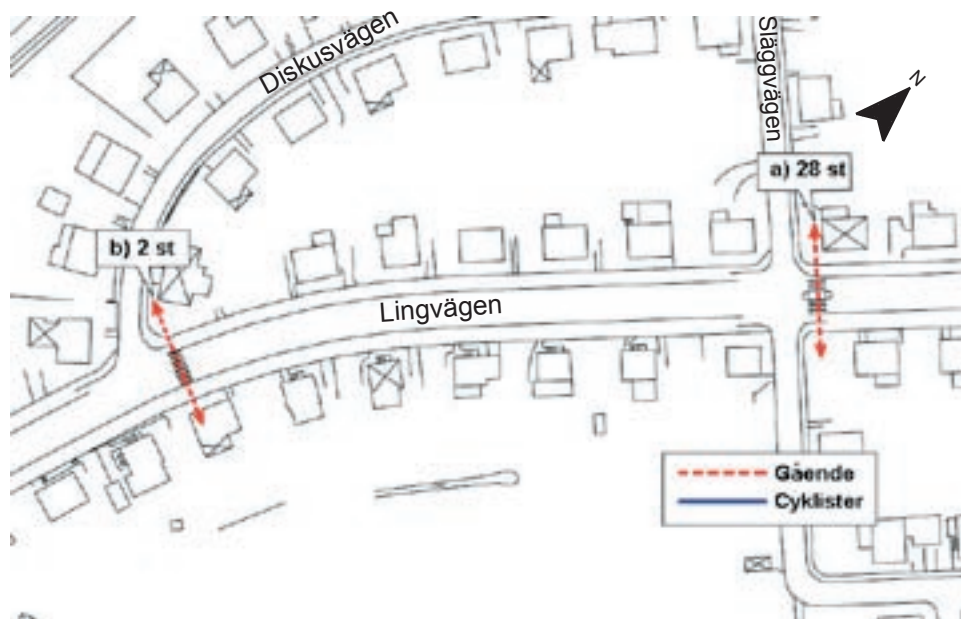 Diskusvägen
Släggvägen
N
a) 28 st
b) 2 st
Lingvägen
Gående
Cyklister